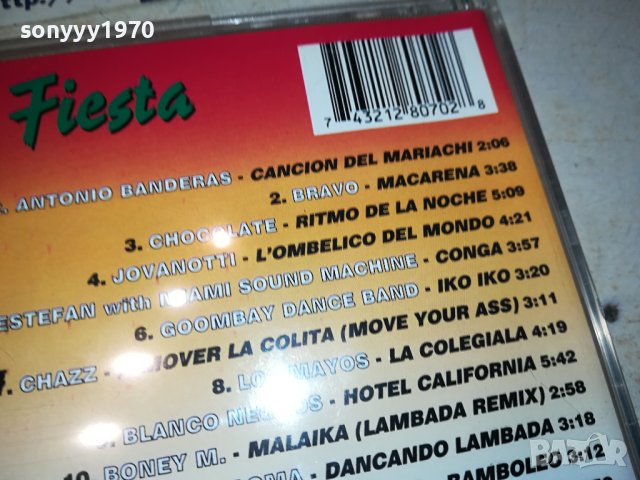 http://
sonyyy1970
Fiesta
7 43212 80702 8
ANTONIO BANDERAS - CANCION DEL MARIACHI 2:06
2. BRAVO - MACARENA 3:38
3. CHOCOLATE - RITMO DE LA NOCHE 5:09
4. JOVANOTTI - L'OMBELICO DEL MONDO 4:21
ESTEFAN with MIAMI SOUND MACHINE - CONGA 3:57
6. GOOMBAY DANCE BAND - IKO IKO 3:20
7. CHAZZ - MOVER LA COLITA (MOVE YOUR ASS) 3:11
8. LOS MAYOS - LA COLEGIALA 4:19
BLANCO - HOTEL CALIFORNIA 5:42
10. BONEY M. - MALAIKA (LAMBADA REMIX) 2:58
- DANCANDO LAMBADA 3:18
BAMBOLEO 3:12
BAZAR